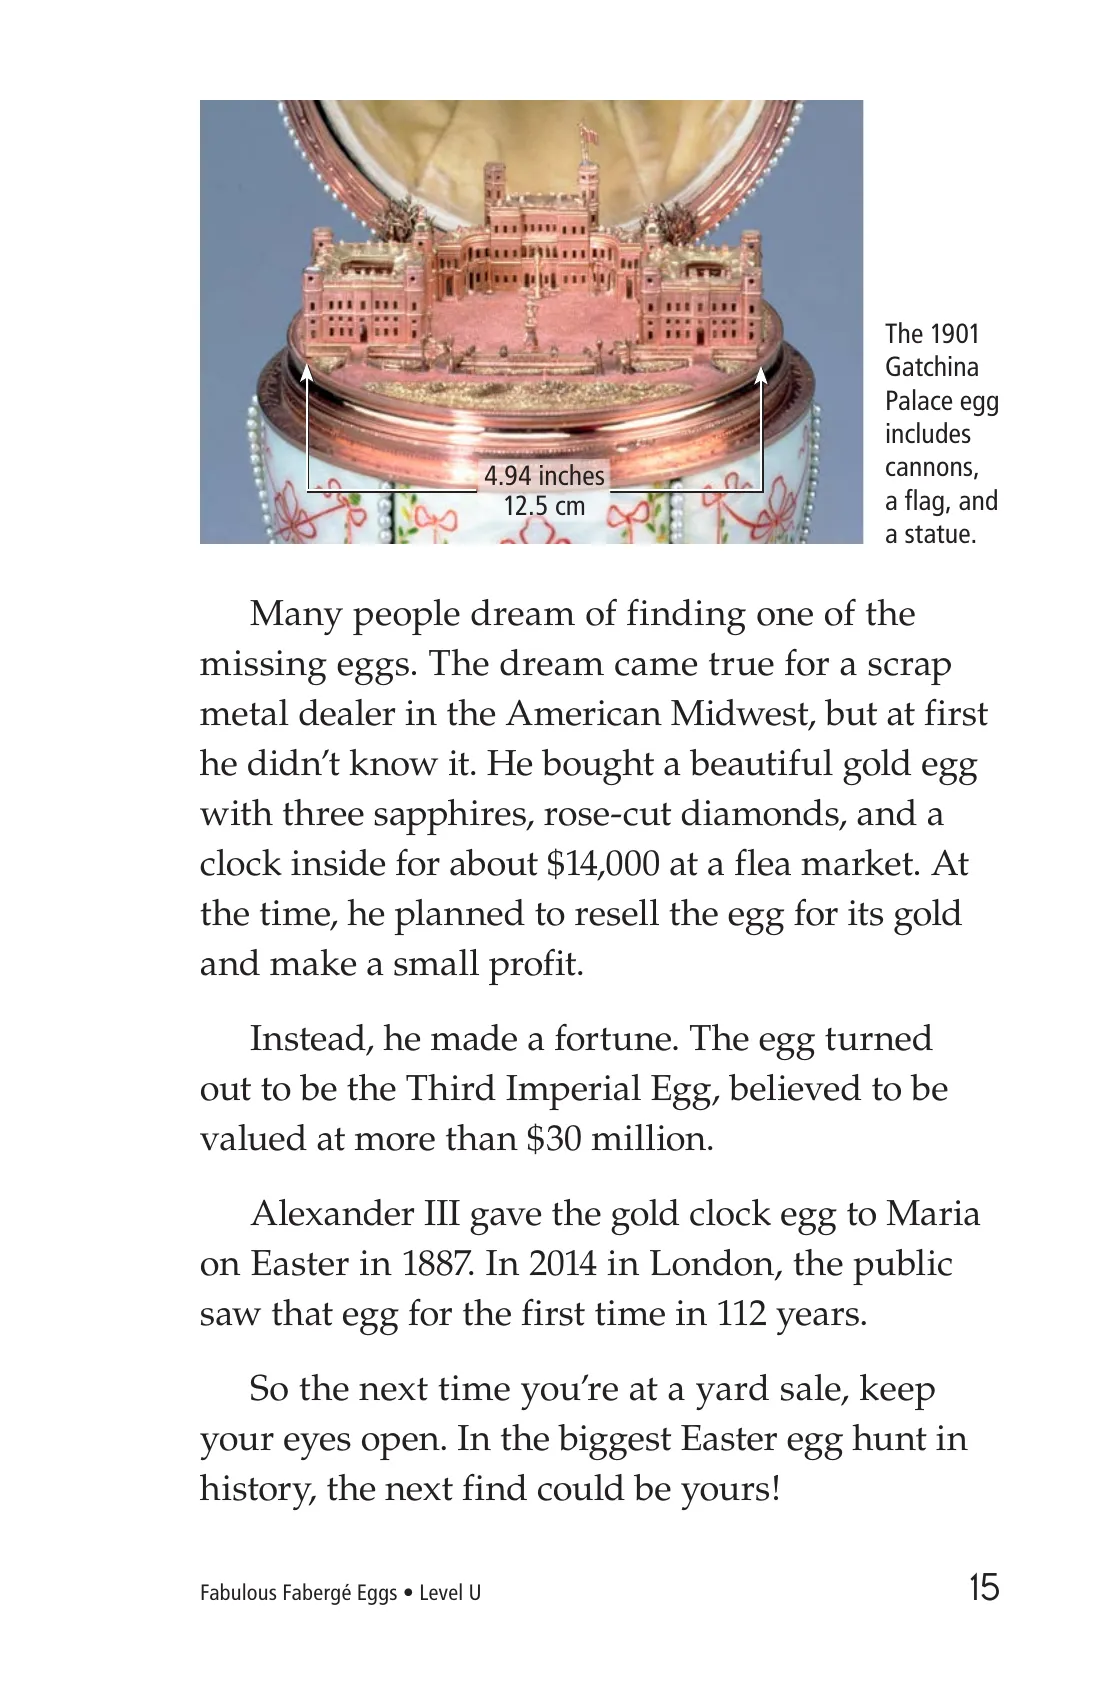 4.94 inches
12.5 cm
The 1901
Gatchina
Palace egg
includes
cannons,
a flag, and
a statue.
Many people dream of finding one of the
missing eggs. The dream came true for a scrap
metal dealer in the American Midwest, but at first
he didn’t know it. He bought a beautiful gold egg
with three sapphires, rose-cut diamonds, and a
clock inside for about $14,000 at a flea market. At
the time, he planned to resell the egg for its gold
and make a small profit.
Instead, he made a fortune. The egg turned
out to be the Third Imperial Egg, believed to be
valued at more than $30 million.
Alexander III gave the gold clock egg to Maria
on Easter in 1887. In 2014 in London, the public
saw that egg for the first time in 112 years.
So the next time you’re at a yard sale, keep
your eyes open. In the biggest Easter egg hunt in
history, the next find could be yours!
Fabulous Fabergé Eggs • Level U
15